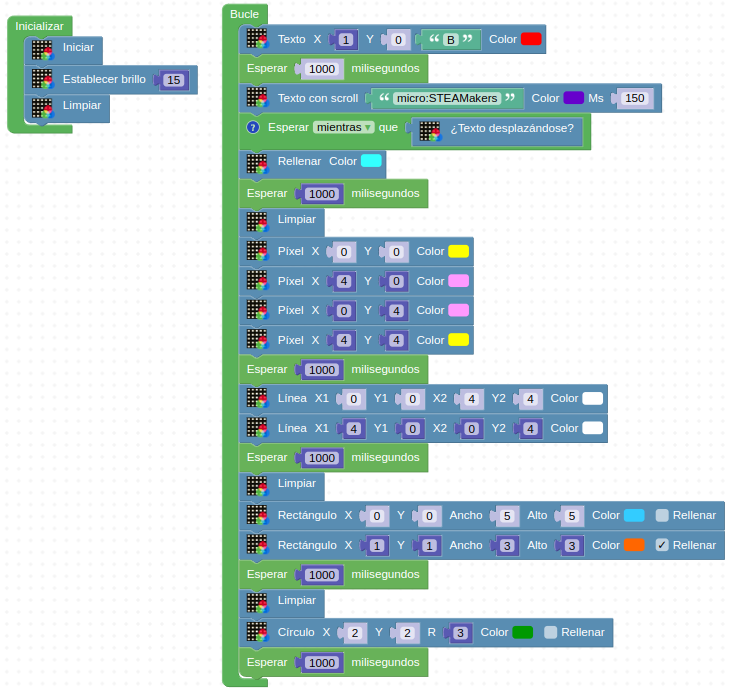 Inicializar
Iniciar
Establecer brillo 15
Limpiar
Bucle
Texto X 1 Y 0 “ B ” Color
Esperar 1000 milisegundos
Texto con scroll “ micro:STEAMakers ” Color Ms 150
? Esperar mientras ▾ que ¿Texto desplazándose?
Rellenar Color
Esperar 1000 milisegundos
Limpiar
Píxel X 0 Y 0 Color
Píxel X 4 Y 0 Color
Píxel X 0 Y 4 Color
Píxel X 4 Y 4 Color
Esperar 1000 milisegundos
Línea X1 0 Y1 0 X2 4 Y2 4 Color
Línea X1 4 Y1 0 X2 0 Y2 4 Color
Esperar 1000 milisegundos
Limpiar
Rectángulo X 0 Y 0 Ancho 5 Alto 5 Color Rellenar
Rectángulo X 1 Y 1 Ancho 3 Alto 3 Color ✓ Rellenar
Esperar 1000 milisegundos
Limpiar
Círculo X 2 Y 2 R 3 Color Rellenar
Esperar 1000 milisegundos